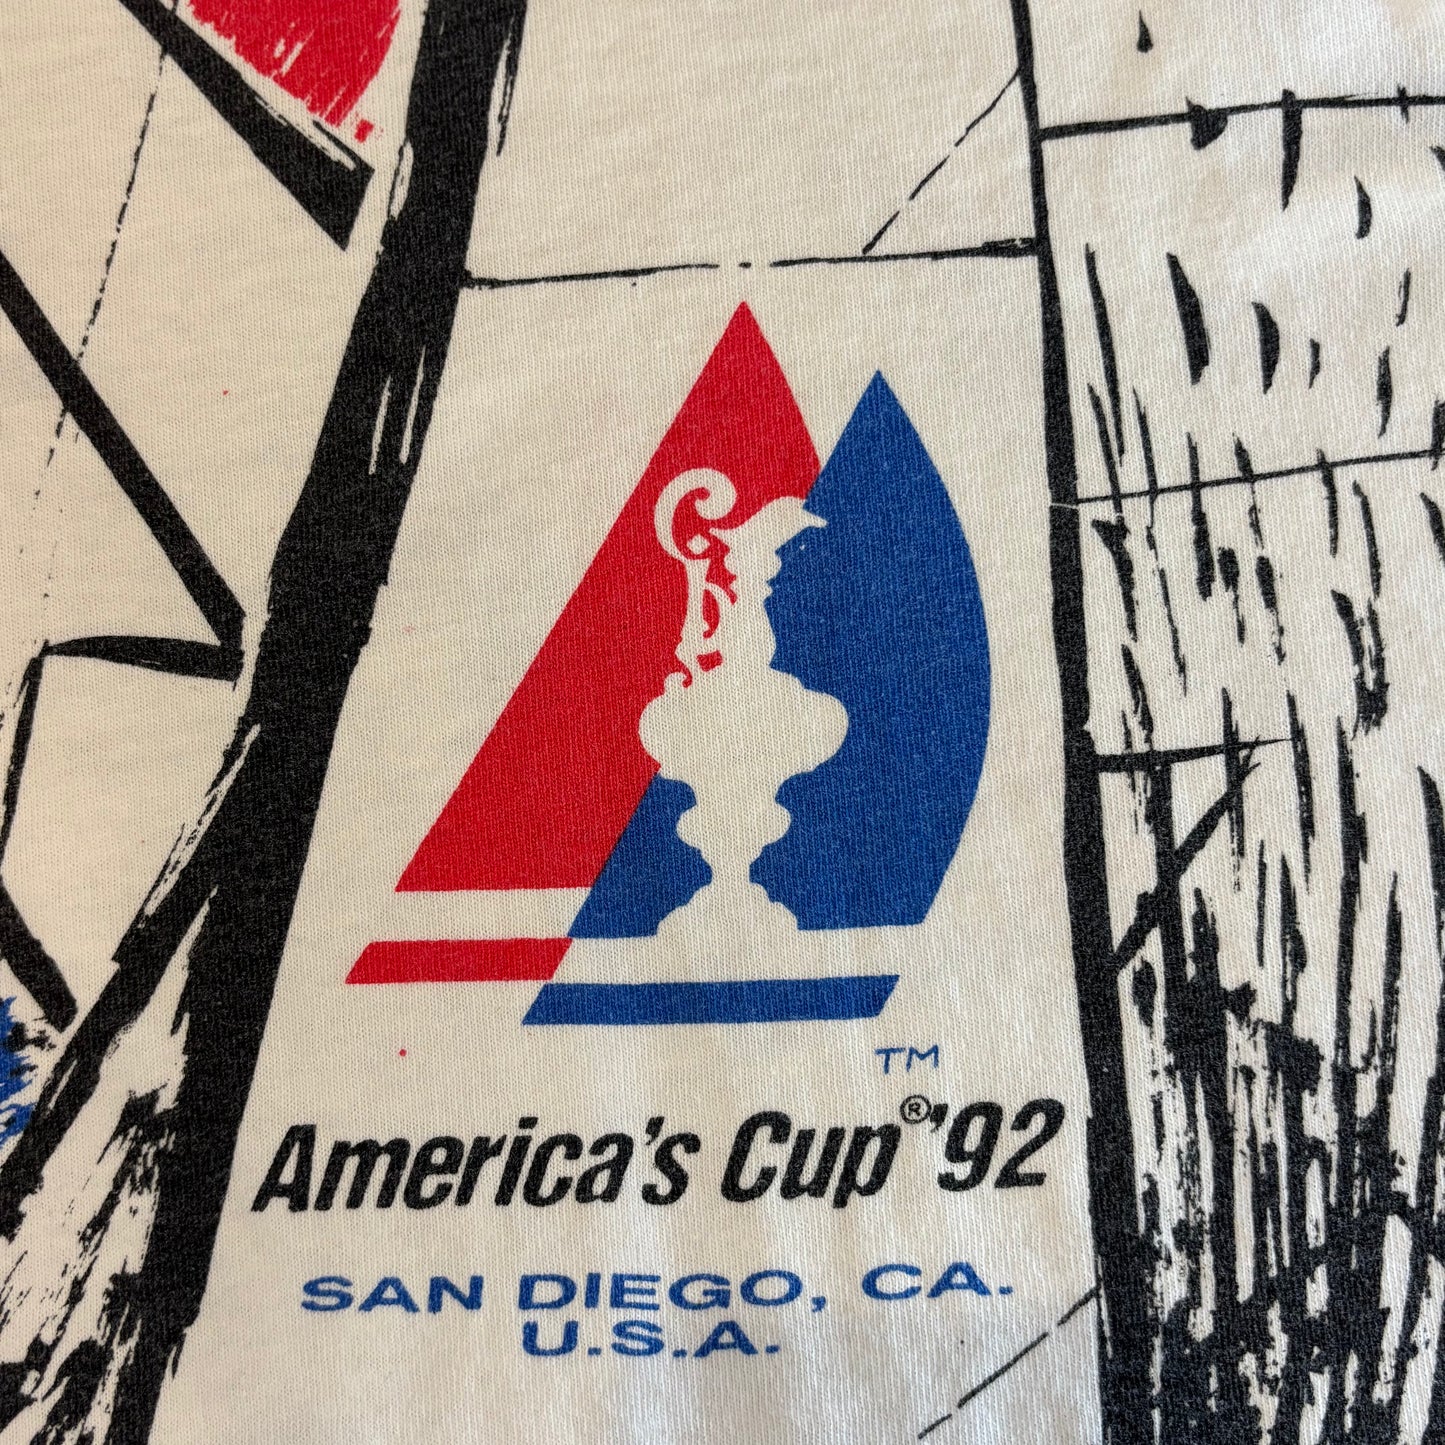 TM
America's Cup®'92
SAN DIEGO, CA.
U.S.A.